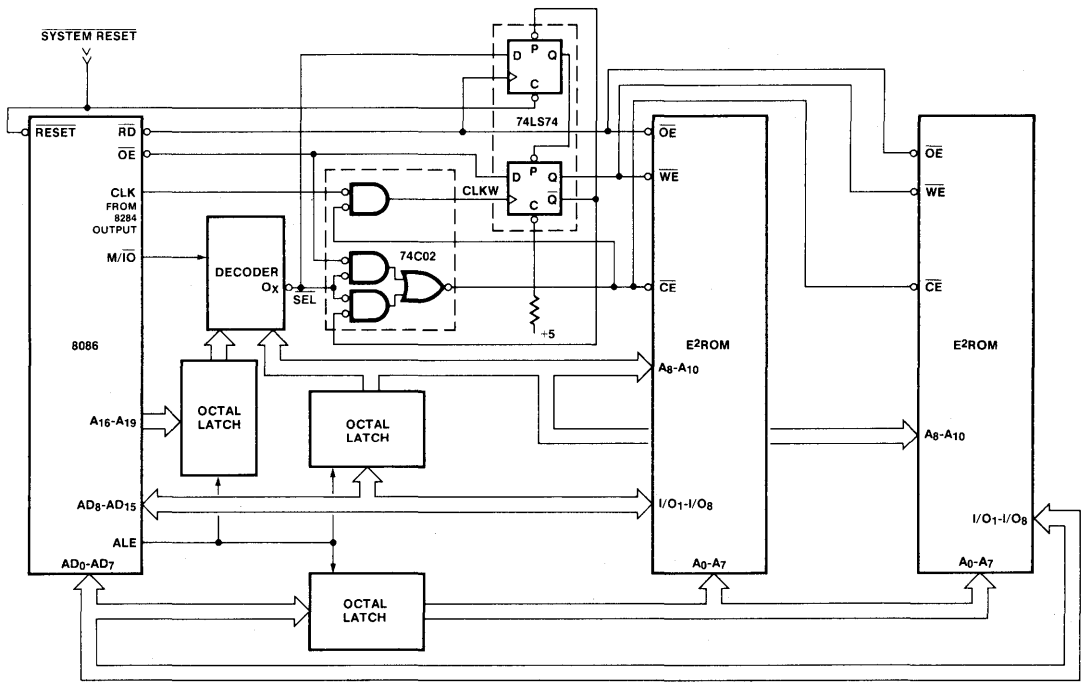 SYSTEM RESET
P
D Q
C
74LS74
RESET
RD
OE
CLK
FROM
8284
OUTPUT
M/IO
8086
A16-A19
AD8-AD15
ALE
AD0-AD7
DECODER
OX
SEL
CLKW
74C02
P
D Q
C Q
+5
OCTAL
LATCH
OCTAL
LATCH
OCTAL
LATCH
OE
WE
CE
E2ROM
A8-A10
I/O1-I/O8
A0-A7
OE
WE
CE
E2ROM
A8-A10
I/O1-I/O8
A0-A7